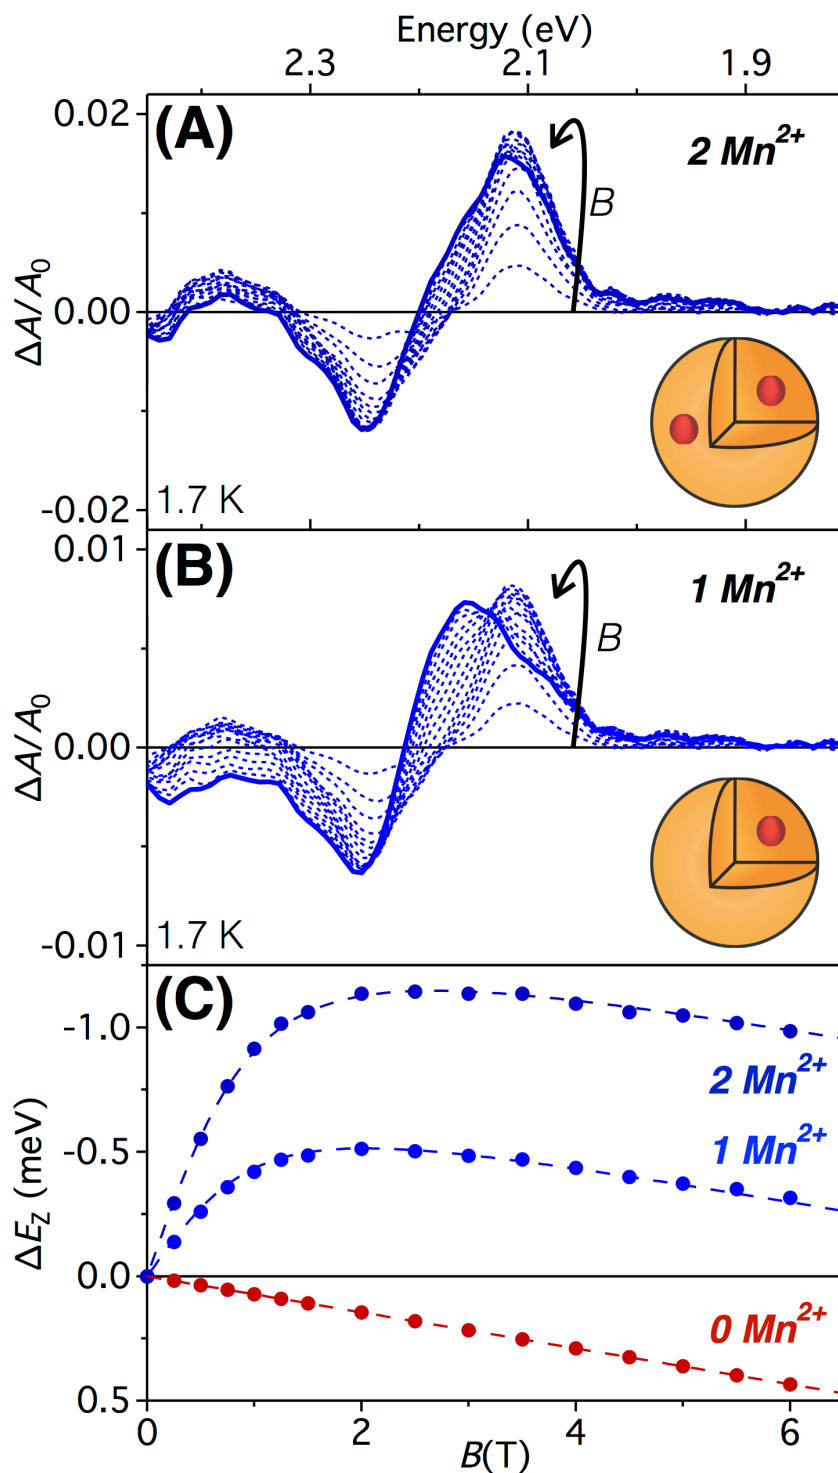 Energy (eV)
2.3 2.1 1.9
0.02
(A)
2 Mn²⁺
B
ΔA/A₀
0.00
1.7 K
-0.02
0.01
(B)
1 Mn²⁺
B
ΔA/A₀
0.00
1.7 K
-0.01
(C)
-1.0
2 Mn²⁺
-0.5
1 Mn²⁺
ΔE_Z (meV)
0.0
0 Mn²⁺
0.5
0 2 4 6
B(T)